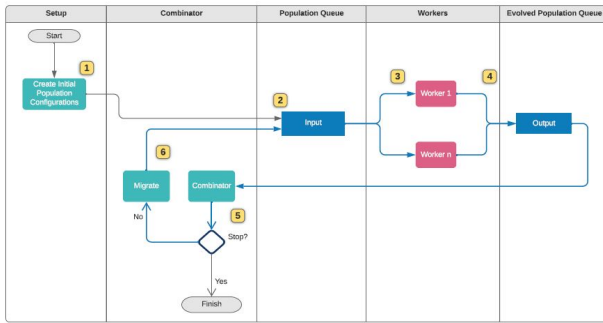 Setup
Combinator
Population Queue
Workers
Evolved Population Queue
Start
1
Create Initial
Population
Configurations
2
Input
3
Worker 1
4
Worker n
Output
6
Migrate
Combinator
5
No
Stop?
Yes
Finish